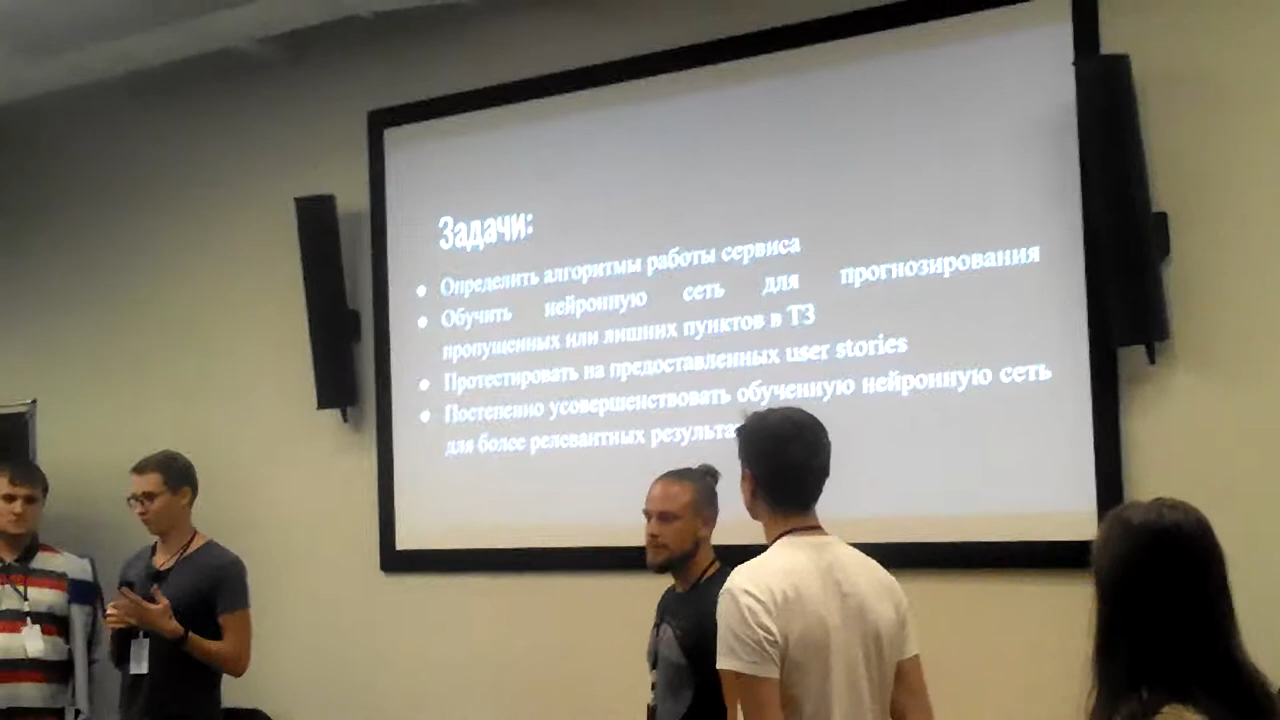 Задачи:
Определить алгоритмы работы сервиса
Обучить нейронную сеть для прогнозирования
пропущенных или лишних пунктов в ТЗ
Протестировать на предоставленных user stories
Постепенно усовершенствовать обученную нейронную сеть
для более релевантных